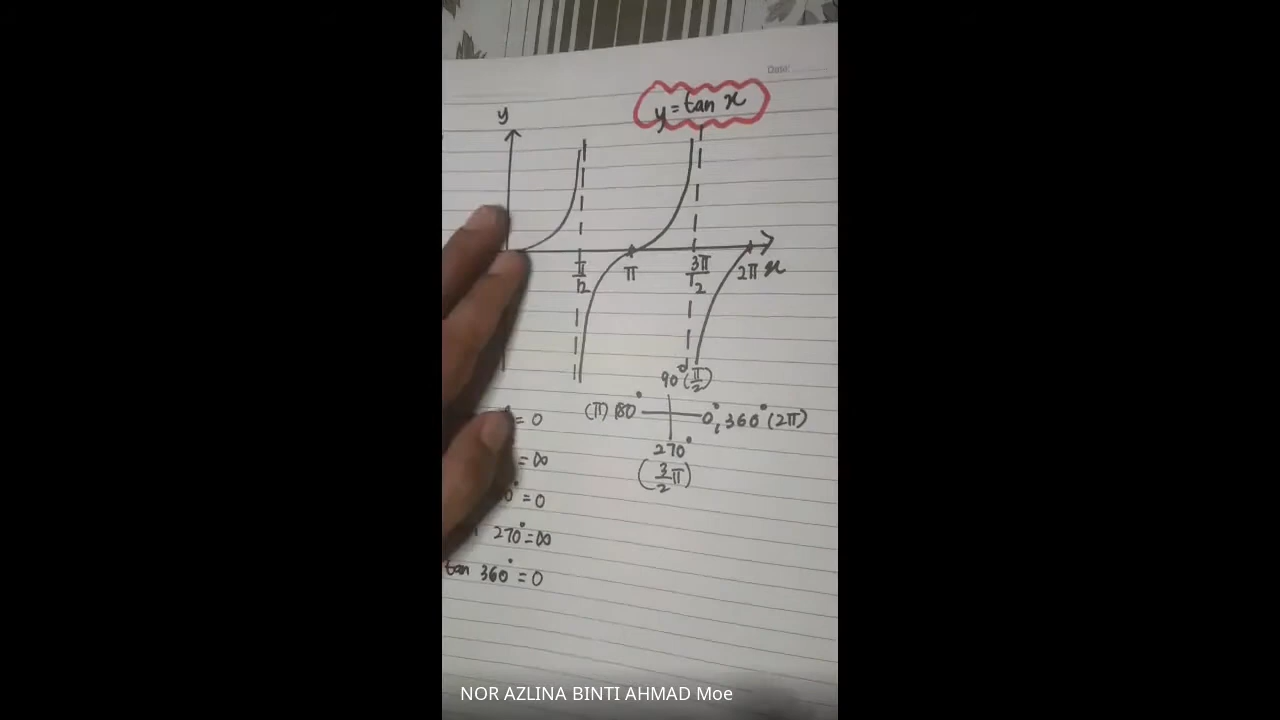 Date:
y = tan x
y
π/2
π
3π/2
2π x
90° (π/2)
(π) 180°
0°, 360° (2π)
270°
(3/2 π)
° = 0
= ∞
0° = 0
270° = ∞
tan 360° = 0
NOR AZLINA BINTI AHMAD Moe